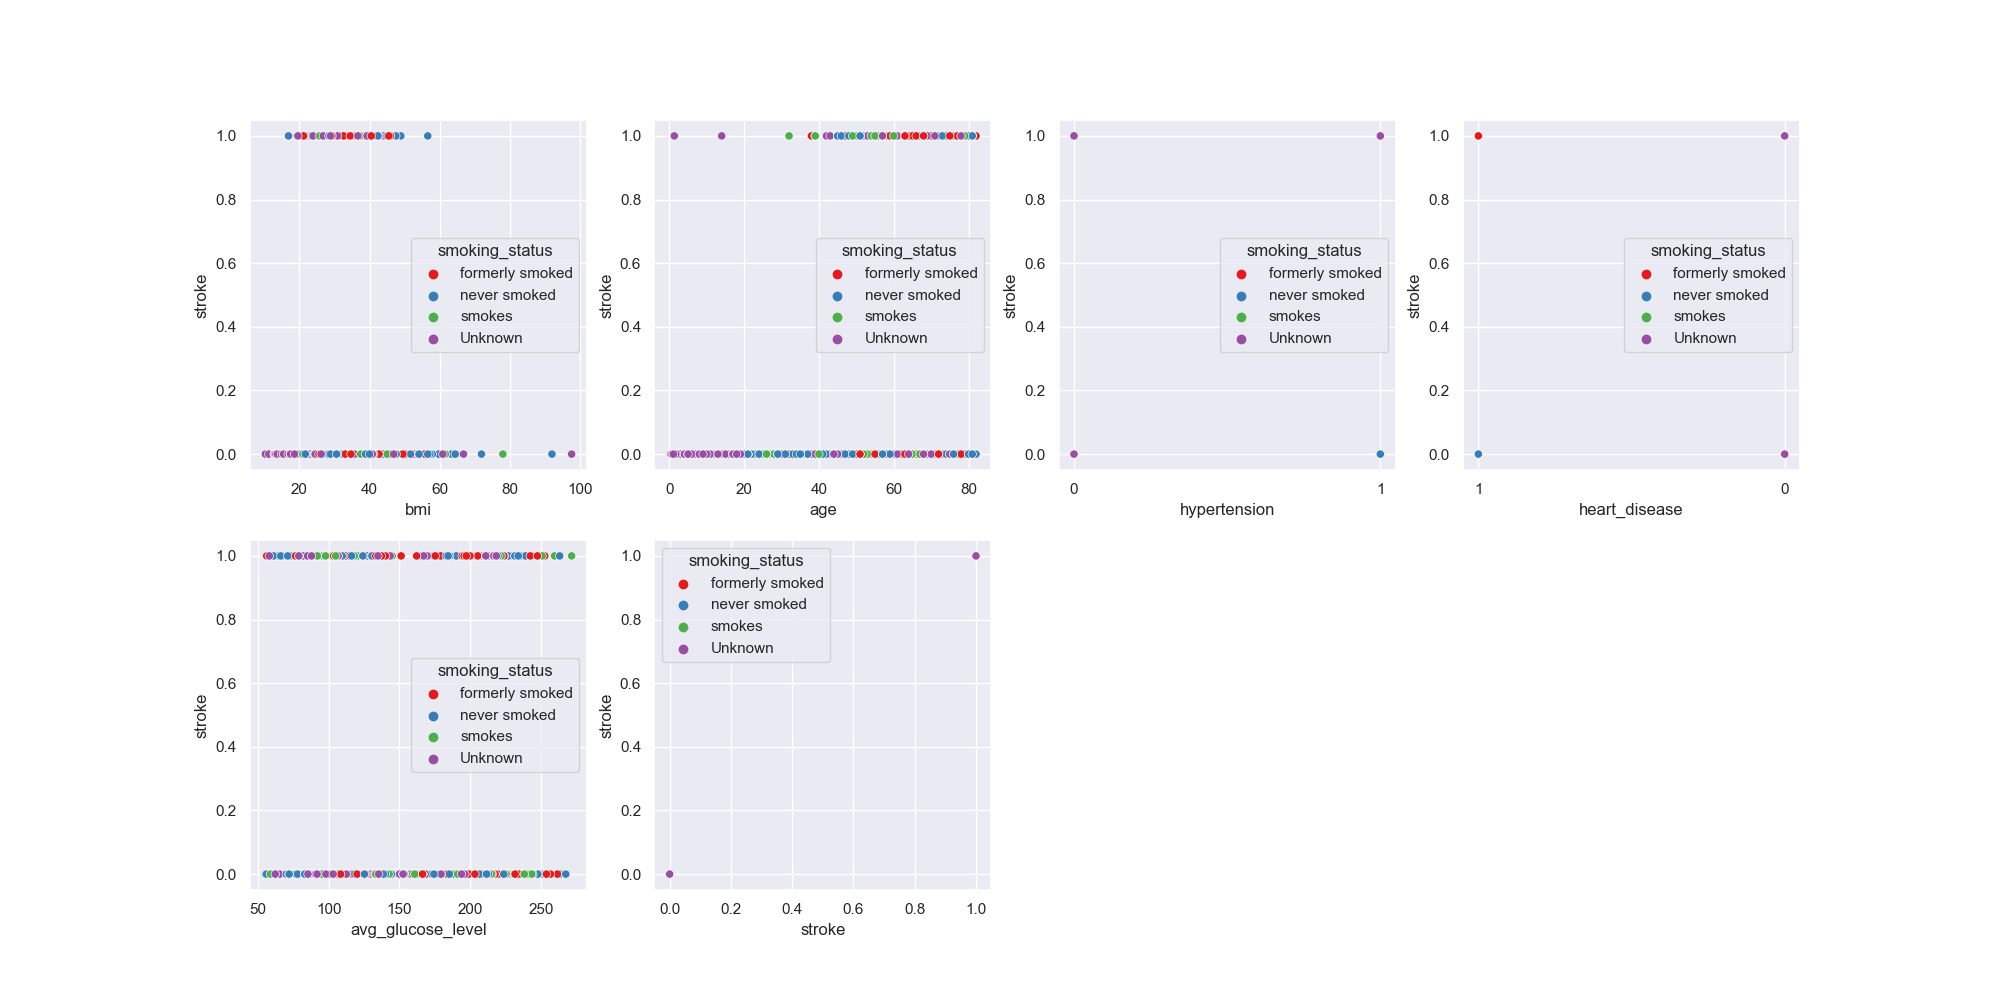 1.0
0.8
0.6
0.4
0.2
0.0
stroke
20 40 60 80 100
bmi
smoking_status
formerly smoked
never smoked
smokes
Unknown
1.0
0.8
0.6
0.4
0.2
0.0
stroke
0 20 40 60 80
age
smoking_status
formerly smoked
never smoked
smokes
Unknown
1.0
0.8
0.6
0.4
0.2
0.0
stroke
0 1
hypertension
smoking_status
formerly smoked
never smoked
smokes
Unknown
1.0
0.8
0.6
0.4
0.2
0.0
stroke
1 0
heart_disease
smoking_status
formerly smoked
never smoked
smokes
Unknown
1.0
0.8
0.6
0.4
0.2
0.0
stroke
50 100 150 200 250
avg_glucose_level
smoking_status
formerly smoked
never smoked
smokes
Unknown
1.0
0.8
0.6
0.4
0.2
0.0
stroke
0.0 0.2 0.4 0.6 0.8 1.0
stroke
smoking_status
formerly smoked
never smoked
smokes
Unknown